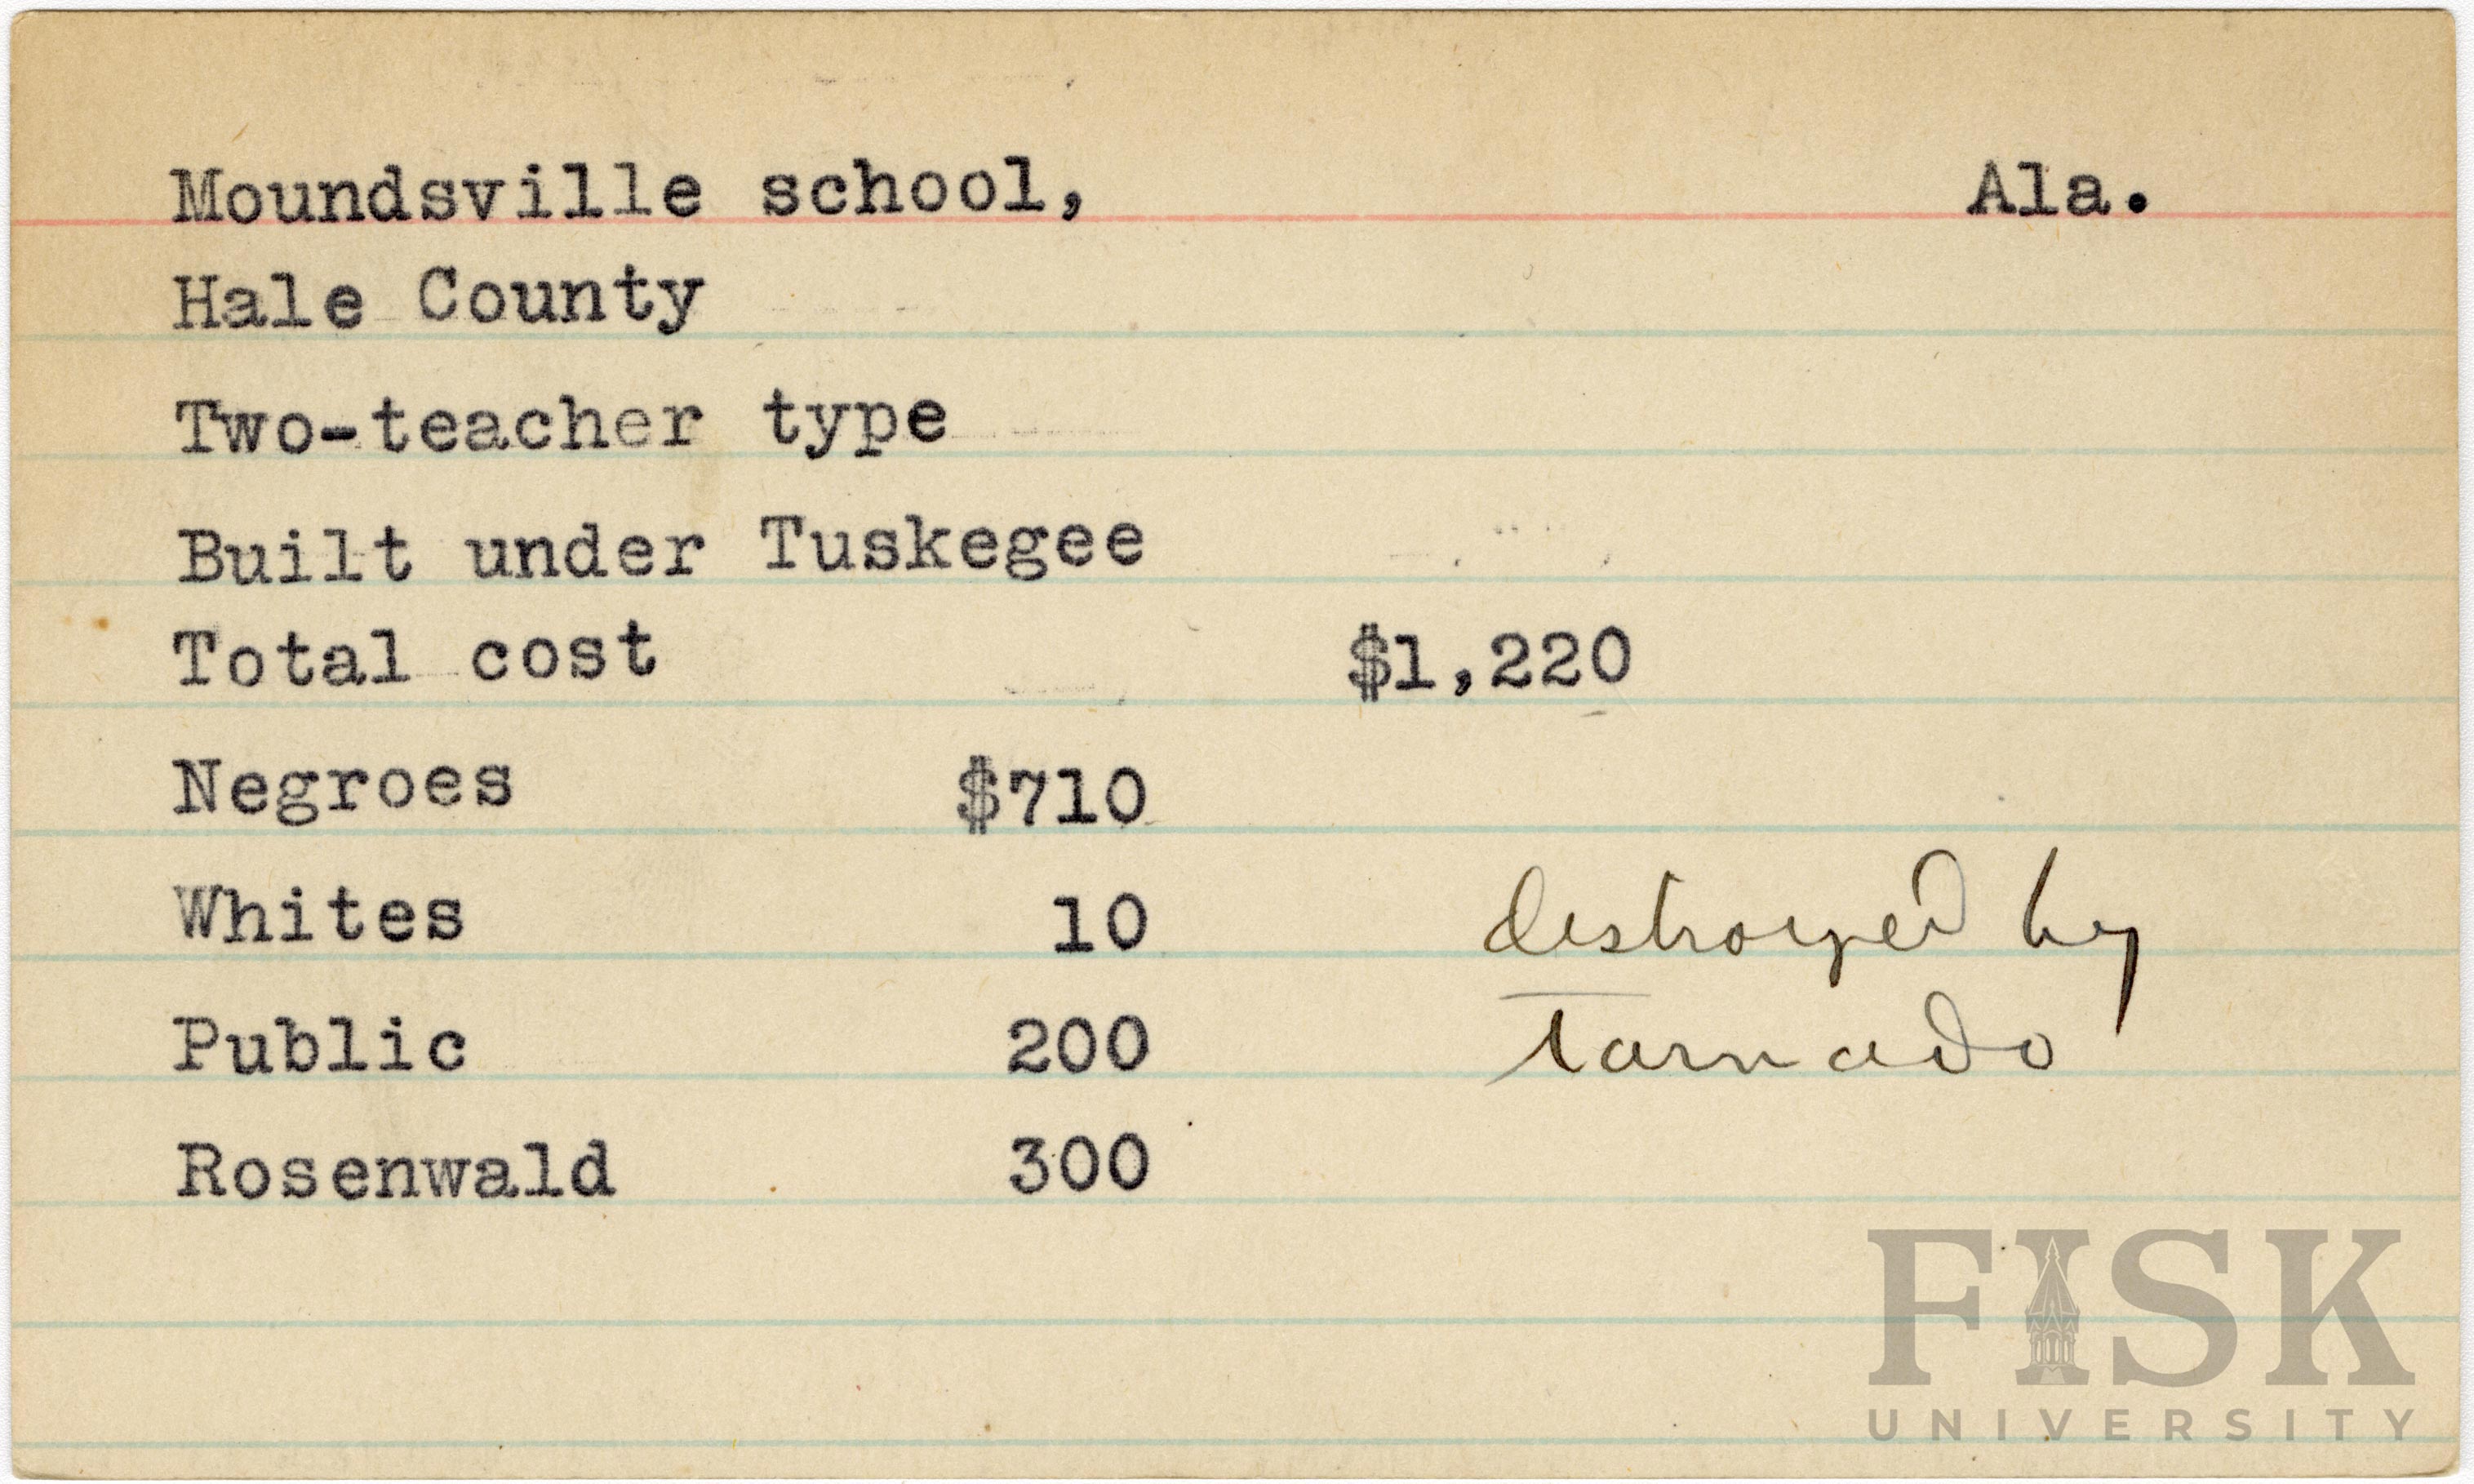 Moundsville school, Ala.
Hale County
Two-teacher type
Built under Tuskegee
Total cost $1,220
Negroes $710
Whites 10
Public 200
Rosenwald 300
destroyed by
tornado
FISK
UNIVERSITY